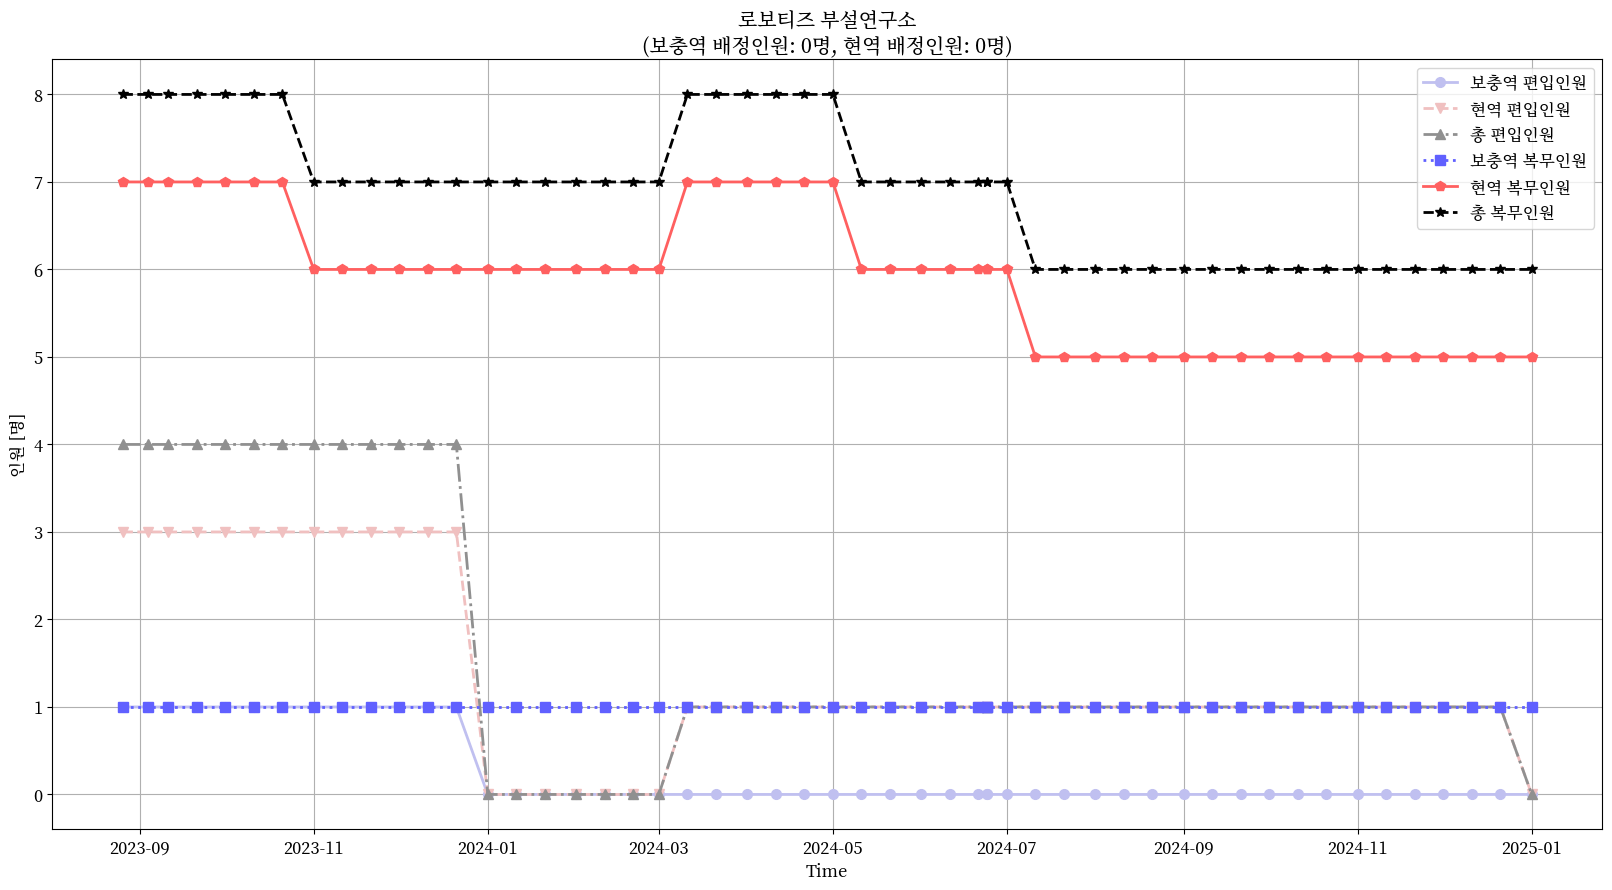 로보티즈 부설연구소
(보충역 배정인원: 0명, 현역 배정인원: 0명)
보충역 편입인원
현역 편입인원
총 편입인원
보충역 복무인원
현역 복무인원
총 복무인원
인원 [명]
8
7
6
5
4
3
2
1
0
2023-09 2023-11 2024-01 2024-03 2024-05 2024-07 2024-09 2024-11 2025-01
Time